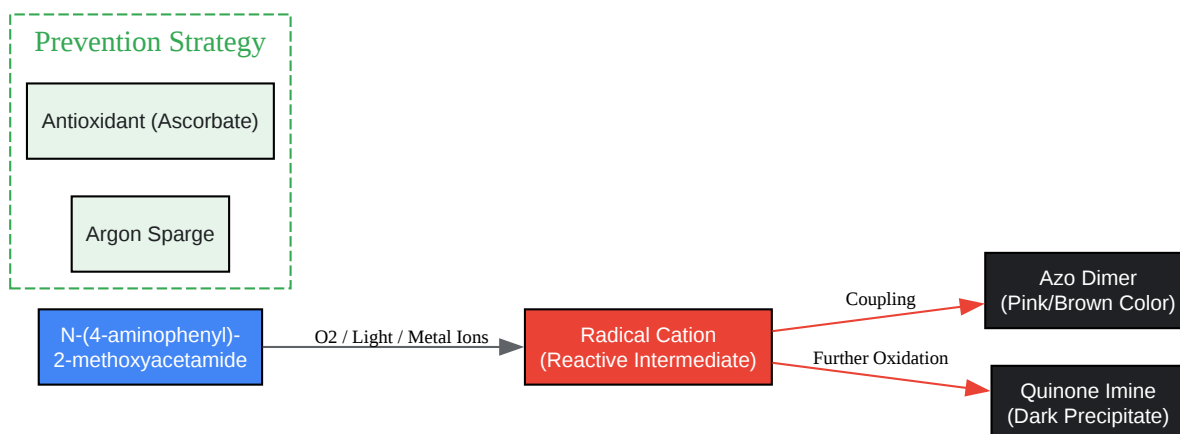 Prevention Strategy
Antioxidant (Ascorbate)
Argon Sparge
N-(4-aminophenyl)-
2-methoxyacetamide
O2 / Light / Metal Ions
Radical Cation
(Reactive Intermediate)
Coupling
Further Oxidation
Azo Dimer
(Pink/Brown Color)
Quinone Imine
(Dark Precipitate)